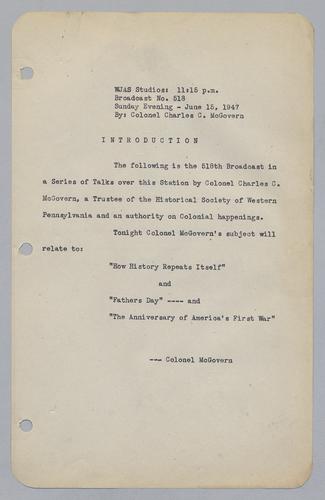 WJAS Studios: 11:15 p.m.
Broadcast No. 518
Sunday Evening - June 15, 1947
By: Colonel Charles C. McGovern
I N T R O D U C T I O N
The following is the 518th Broadcast in
a Series of Talks over this Station by Colonel Charles C.
McGovern, a Trustee of the Historical Society of Western
Pennsylvania and an authority on Colonial happenings.
Tonight Colonel McGovern's subject will
relate to:
"How History Repeats Itself"
and
"Fathers Day" ---- and
"The Anniversary of America's First War"
--- Colonel McGovern